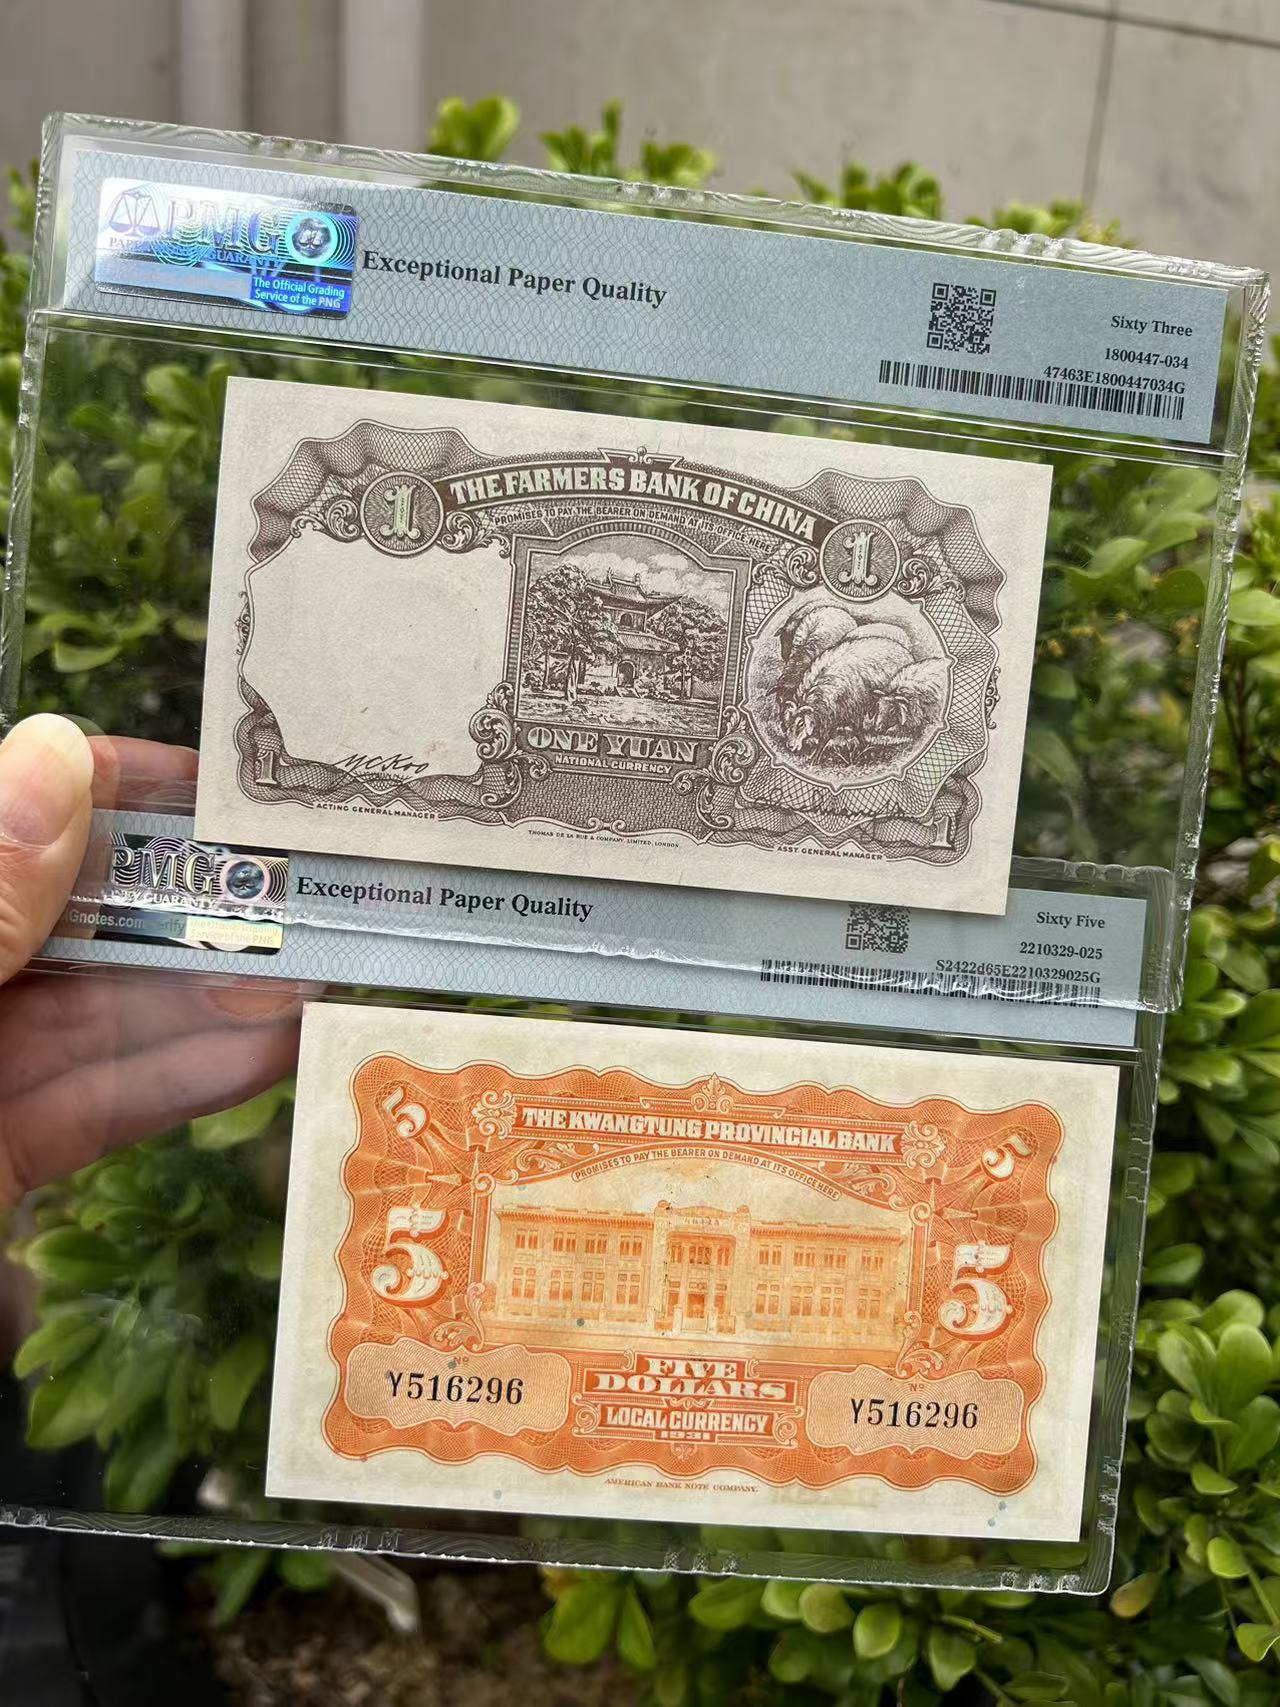 PMG
GUARANTY
The Official Grading
Service of the PNG
Exceptional Paper Quality
Sixty Three
1800447-034
47463E1800447034G
1
THE FARMERS BANK OF CHINA
1
PROMISES TO PAY THE BEARER ON DEMAND AT ITS OFFICE HERE
ONE YUAN
NATIONAL CURRENCY
1
1
ACTING GENERAL MANAGER
THOMAS DE LA RUE & COMPANY, LIMITED, LONDON.
ASST. GENERAL MANAGER
PMG
GUARANTY
Exceptional Paper Quality
Sixty Five
2210329-025
S2422d65E2210329025G
5
THE KWANGTUNG PROVINCIAL BANK
5
PROMISES TO PAY THE BEARER ON DEMAND AT ITS OFFICE HERE
5
5
Nº
Y516296
FIVE
DOLLARS
LOCAL CURRENCY
1931
Nº
Y516296
AMERICAN BANK NOTE COMPANY.